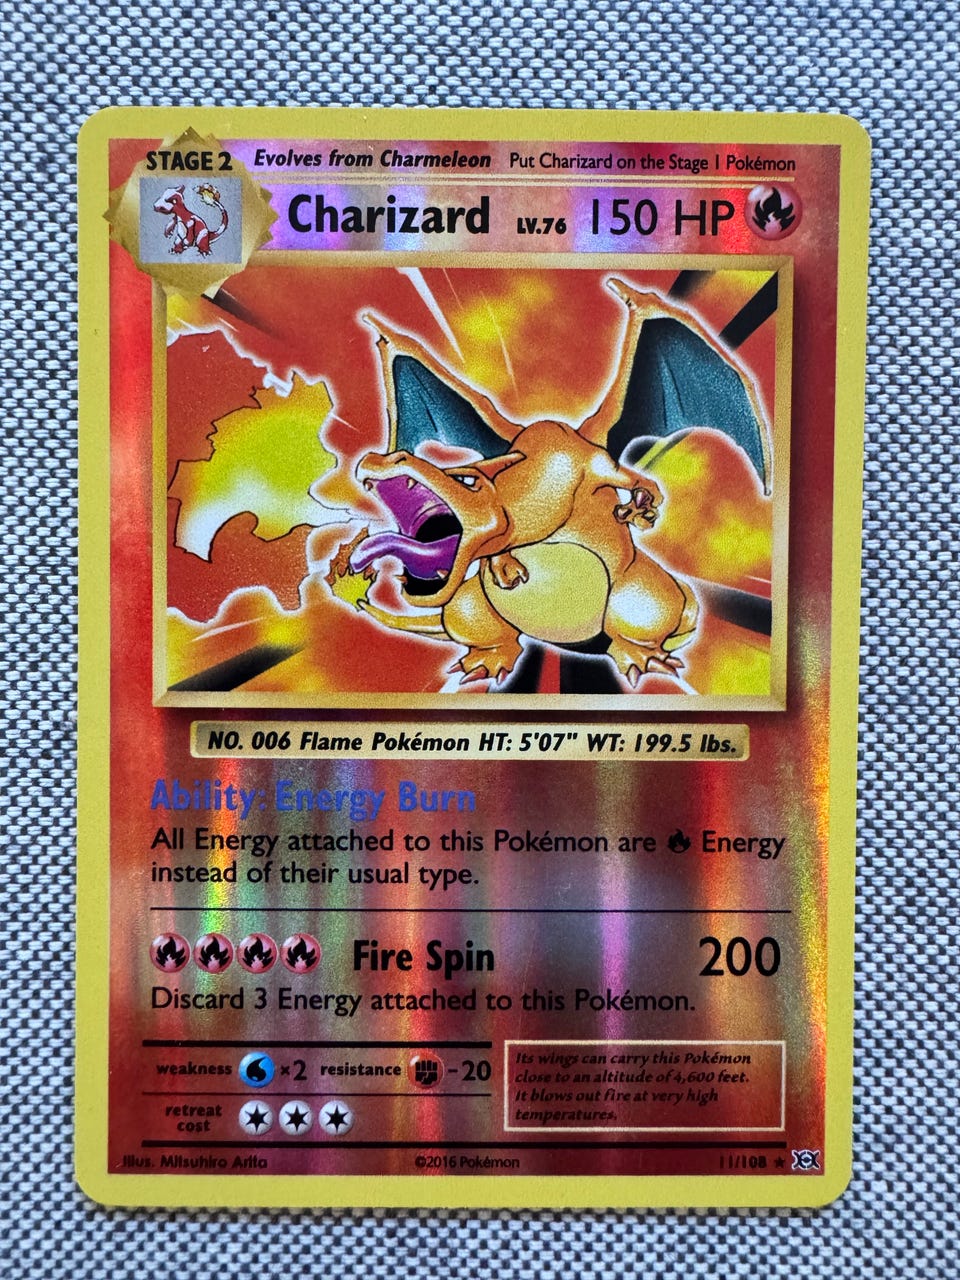 STAGE 2 Evolves from Charmeleon Put Charizard on the Stage 1 Pokémon
Charizard LV.76 150 HP
NO. 006 Flame Pokémon HT: 5'07" WT: 199.5 lbs.
Ability: Energy Burn
All Energy attached to this Pokémon are Energy
instead of their usual type.
Fire Spin 200
Discard 3 Energy attached to this Pokémon.
weakness ×2 resistance -20
retreat
cost
Its wings can carry this Pokémon
close to an altitude of 4,600 feet.
It blows out fire at very high
temperatures.
Illus. Mitsuhiro Arita ©2016 Pokémon 11/108 ★